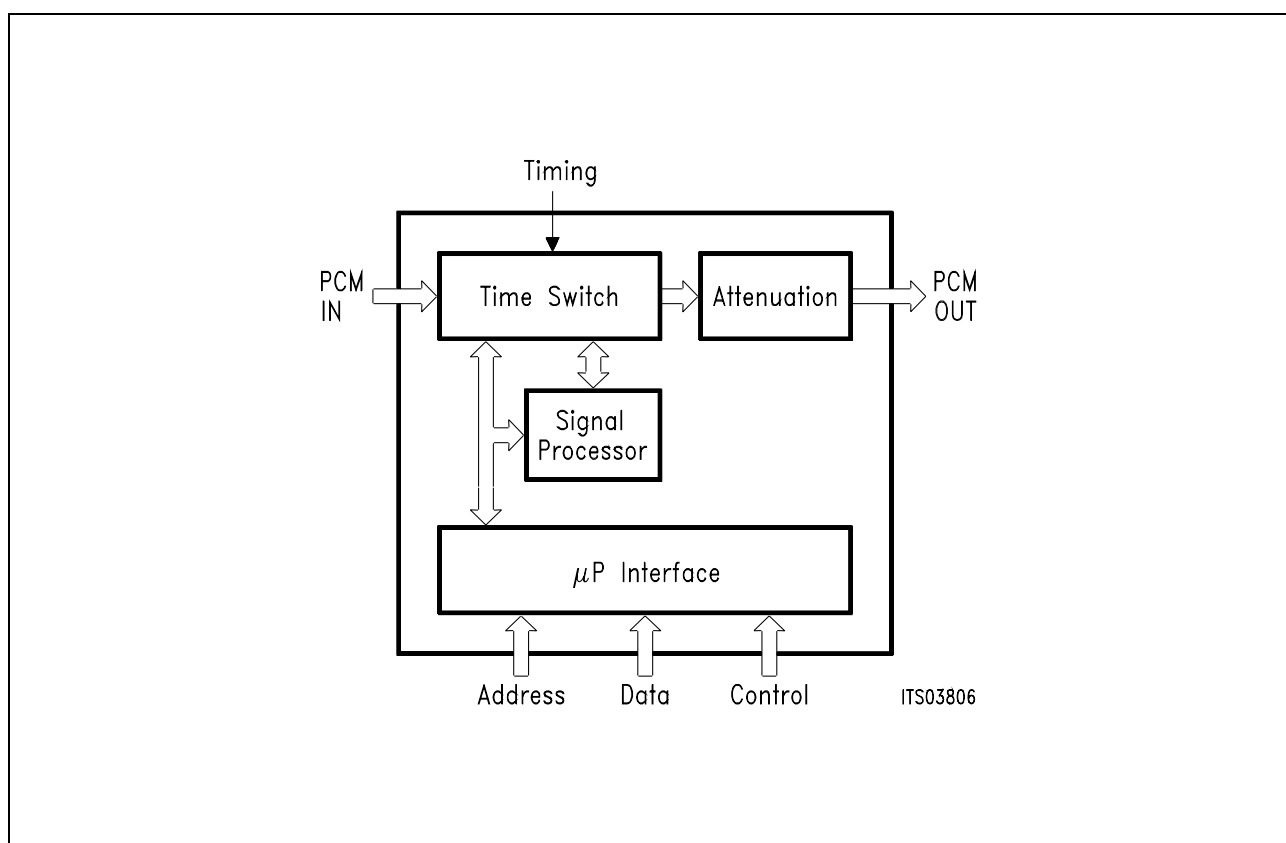 Timing
PCM
IN
Time Switch
Attenuation
PCM
OUT
Signal
Processor
μP Interface
Address
Data
Control
ITS03806